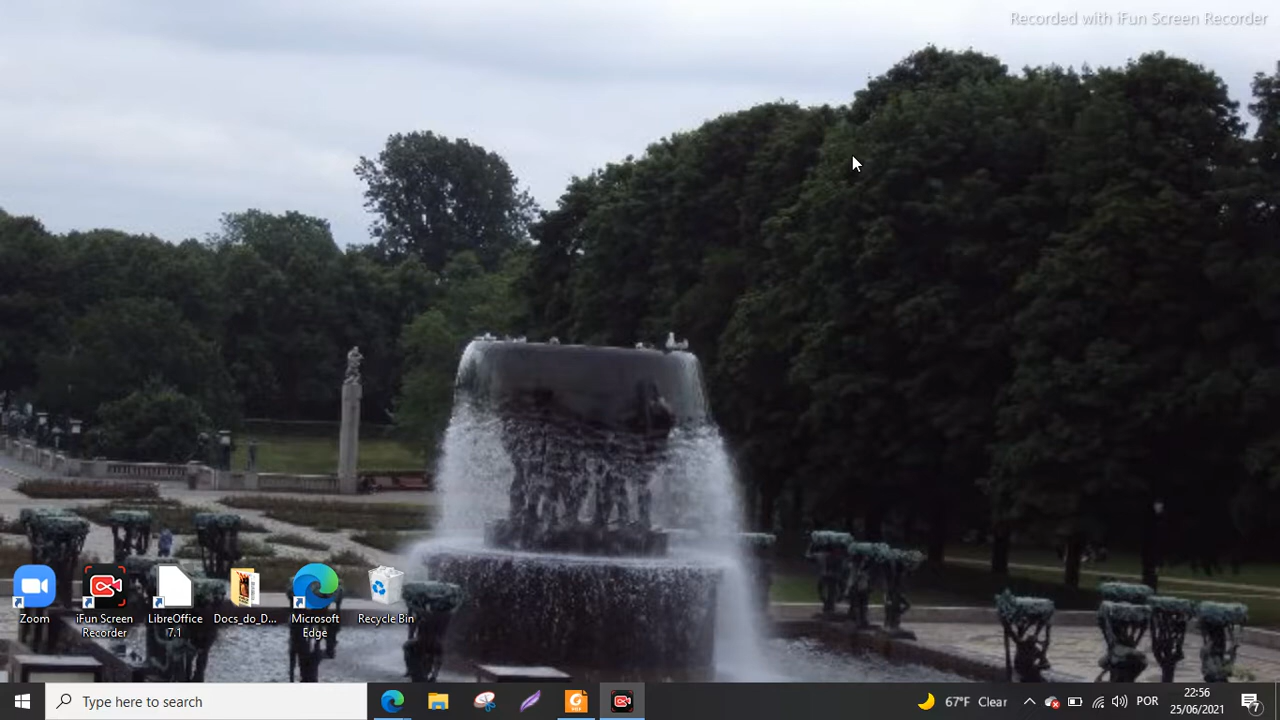 Recorded with iFun Screen Recorder
Zoom
iFun Screen
Recorder
LibreOffice
7.1
Docs_do_D...
Microsoft
Edge
Recycle Bin
Type here to search
67°F Clear
POR
22:56
25/06/2021
7